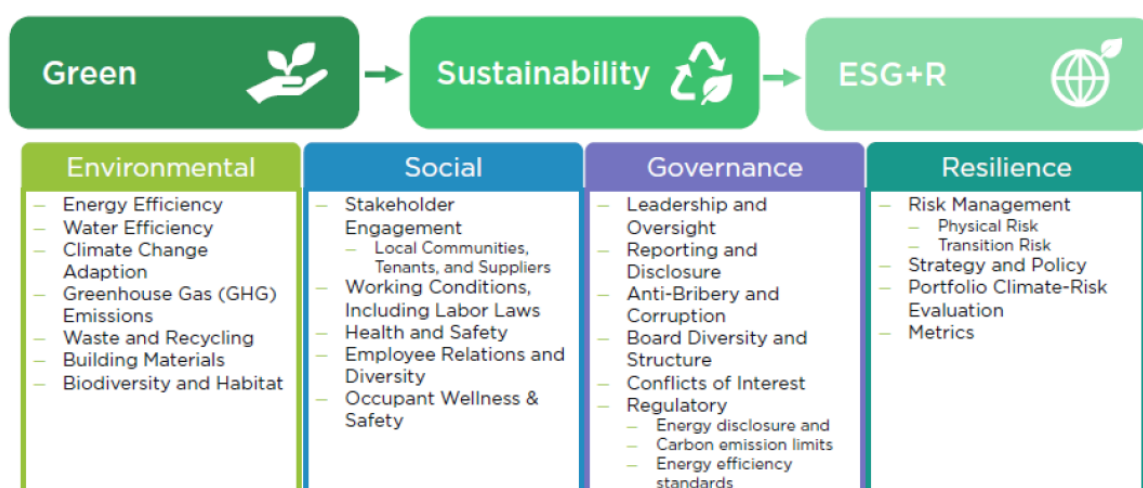 Green
Sustainability
ESG+R
Environmental
– Energy Efficiency
– Water Efficiency
– Climate Change
Adaption
– Greenhouse Gas (GHG)
Emissions
– Waste and Recycling
– Building Materials
– Biodiversity and Habitat
Social
– Stakeholder
Engagement
– Local Communities,
Tenants, and Suppliers
– Working Conditions,
Including Labor Laws
– Health and Safety
– Employee Relations and
Diversity
– Occupant Wellness &
Safety
Governance
– Leadership and
Oversight
– Reporting and
Disclosure
– Anti-Bribery and
Corruption
– Board Diversity and
Structure
– Conflicts of Interest
– Regulatory
– Energy disclosure and
– Carbon emission limits
– Energy efficiency
standards
Resilience
– Risk Management
– Physical Risk
– Transition Risk
– Strategy and Policy
– Portfolio Climate-Risk
Evaluation
– Metrics